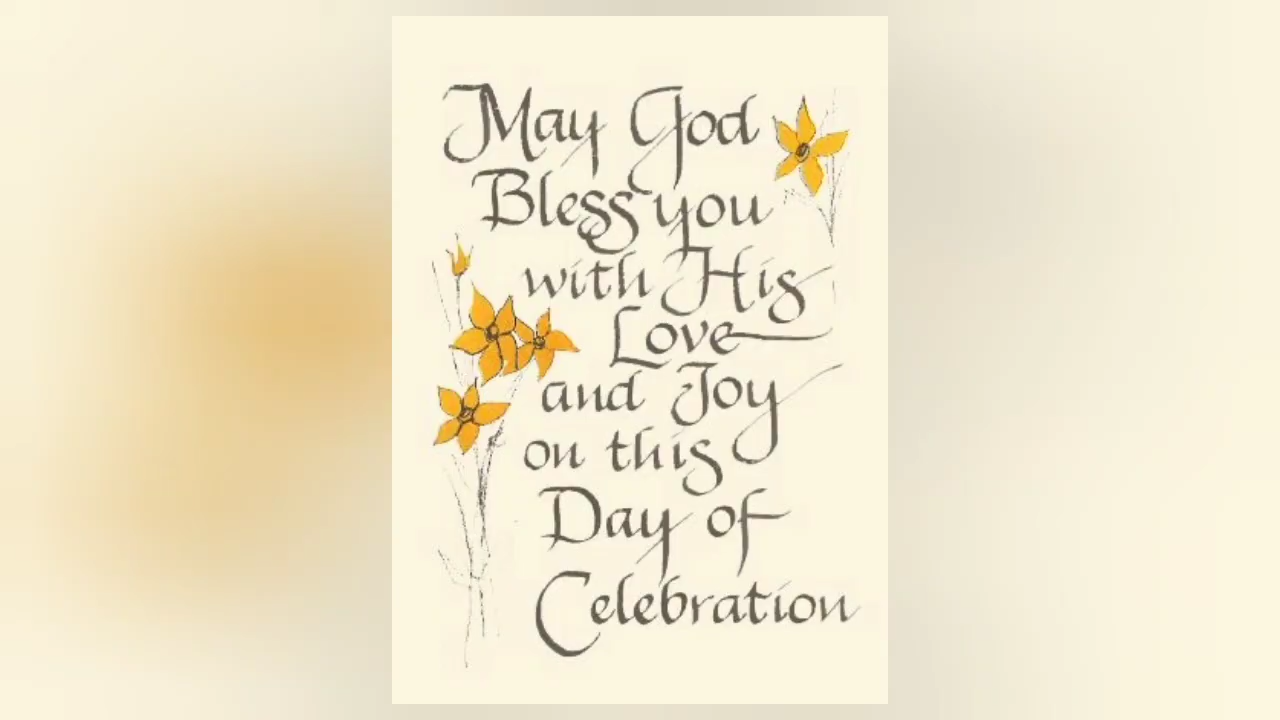 May God
Bless you
with His
Love
and Joy
on this
Day of
Celebration